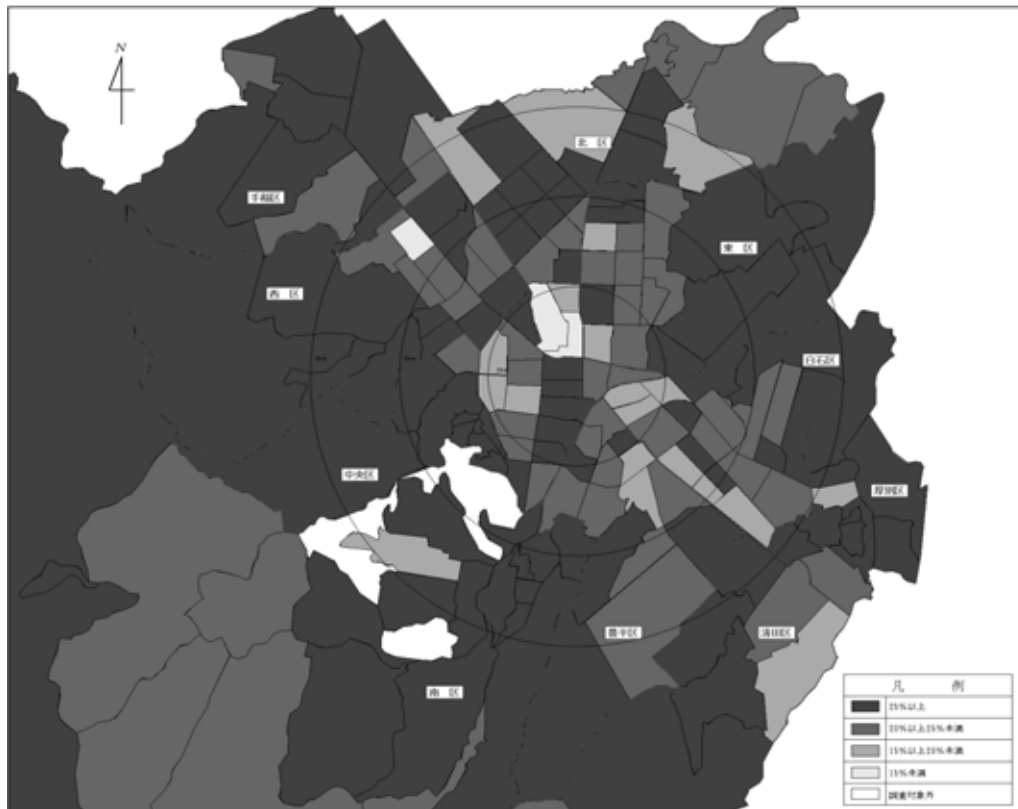 N
北区
手稲区
東区
西区
白石区
中央区
厚別区
豊平区
清田区
南区
凡例
25%以上
20%以上25%未満
15%以上20%未満
15%未満
調査対象外